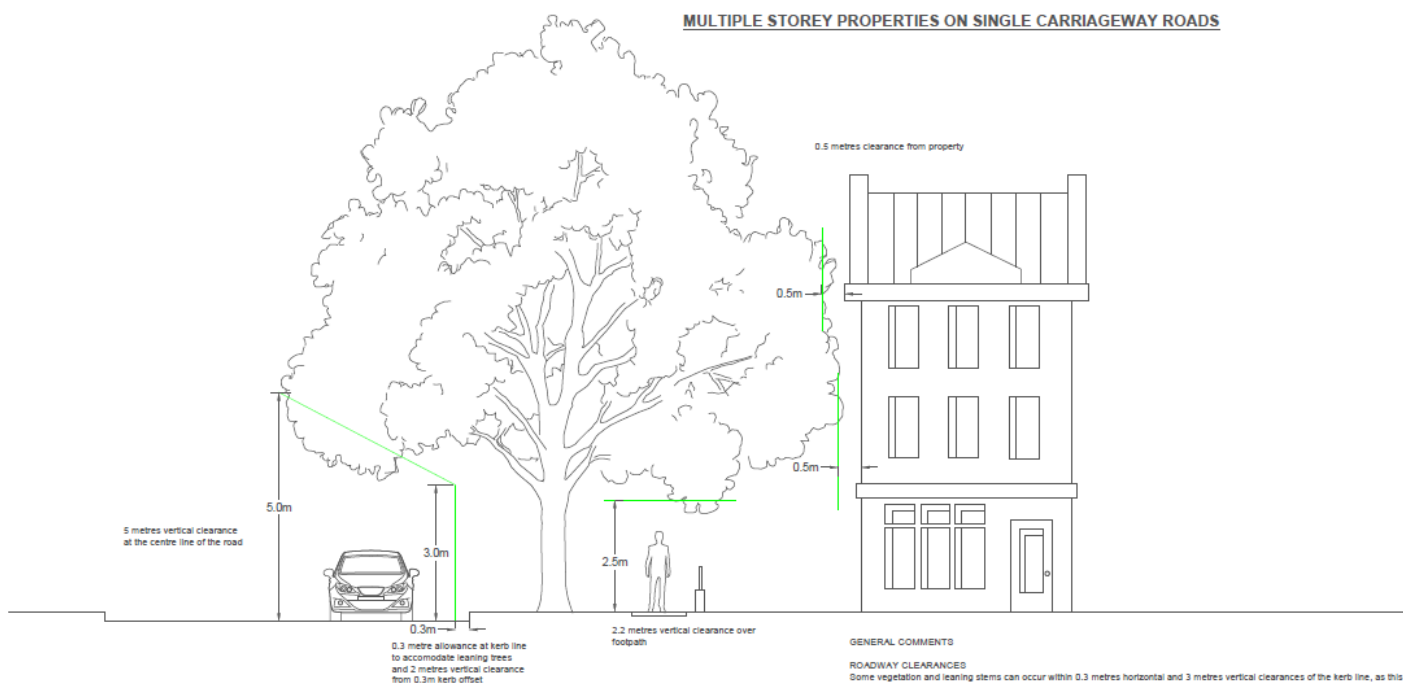 MULTIPLE STOREY PROPERTIES ON SINGLE CARRIAGEWAY ROADS
0.5 metres clearance from property
0.5m
0.5m
5.0m
5 metres vertical clearance
at the centre line of the road
3.0m
2.5m
0.3m
0.3 metre allowance at kerb line
to accomodate leaning trees
and 2 metres vertical clearance
from 0.3m kerb offset
2.2 metres vertical clearance over
footpath
GENERAL COMMENTS
ROADWAY CLEARANCES
Some vegetation and leaning stems can occur within 0.3 metres horizontal and 3 metres vertical clearances of the kerb line, as this